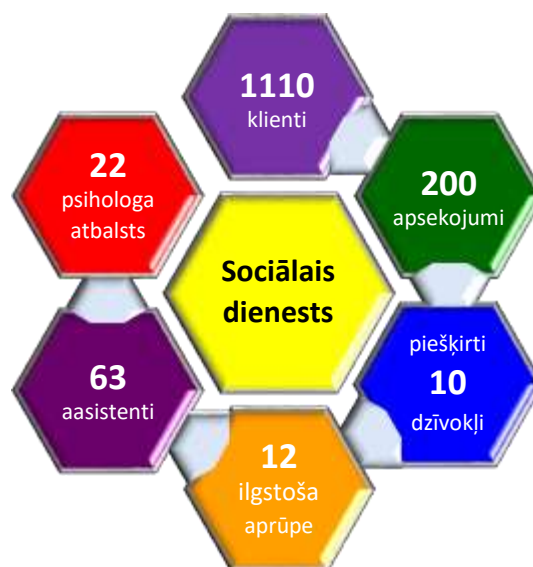 1110
klienti
200
apsekojumi
piešķirti
10
dzīvokļi
12
ilgstoša
aprūpe
63
aasistenti
22
psihologa
atbalsts
Sociālais
dienests